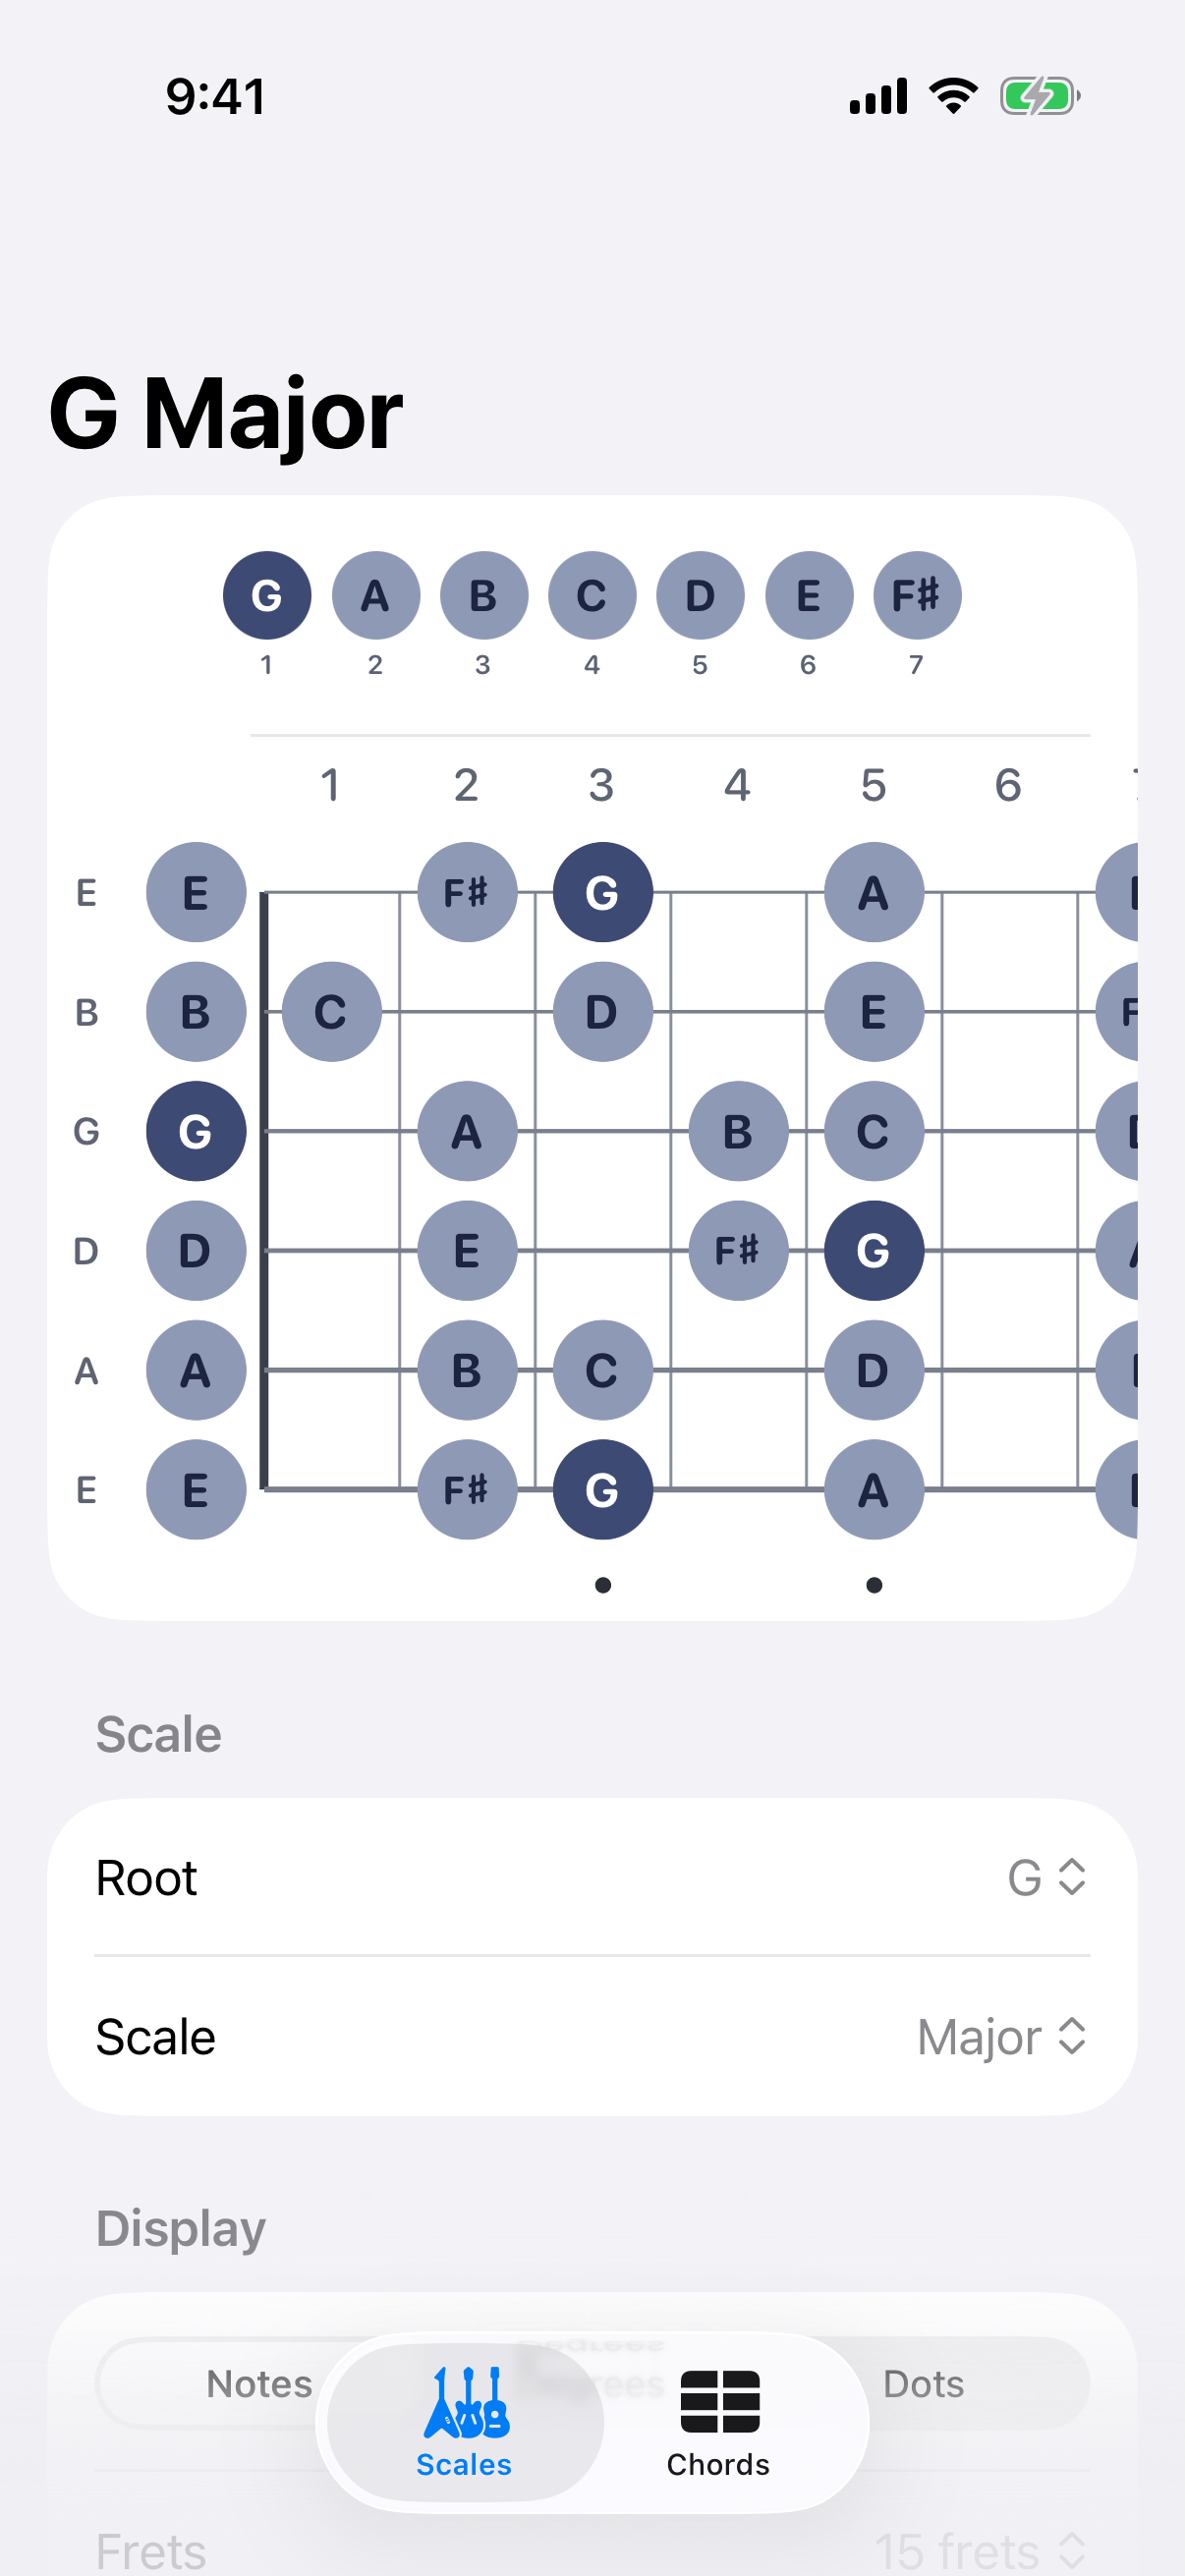 9:41
G Major
G A B C D E F♯
1 2 3 4 5 6 7
1 2 3 4 5 6
E E F♯ G A
B B C D E
G G A B C
D D E F♯ G
A A B C D
E E F♯ G A
Scale
Root G
Scale Major
Display
Notes Dots
Scales Chords
Frets 15 frets